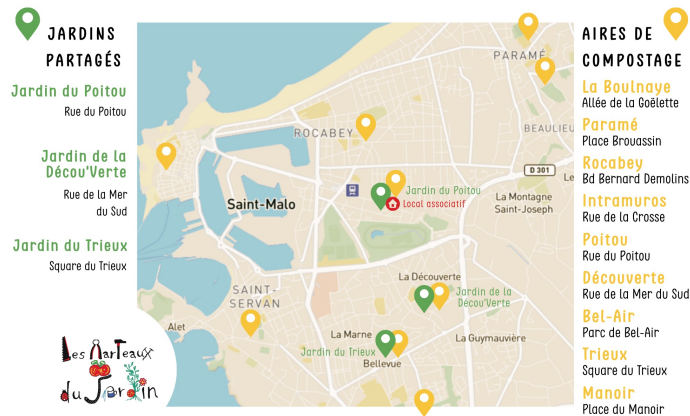 JARDINS
PARTAGÉS
Jardin du Poitou
Rue du Poitou
Jardin de la
Décou'Verte
Rue de la Mer
du Sud
Jardin du Trieux
Square du Trieux
Les MarTeaux
du JarDin
PARAMÉ
ROCABEY
BEAULIEU
D 301
Le
Saint-Malo
Jardin du Poitou
Local associatif
La Montagne
Saint-Joseph
La Découverte
Jardin de la
Décou'Verte
SAINT-
SERVAN
Alet
La Marne
Jardin du Trieux
Bellevue
La Guymauvière
AIRES DE
COMPOSTAGE
La Boulnaye
Allée de la Goëlette
Paramé
Place Brouassin
Rocabey
Bd Bernard Demolins
Intramuros
Rue de la Crosse
Poitou
Rue du Poitou
Découverte
Rue de la Mer du Sud
Bel-Air
Parc de Bel-Air
Trieux
Square du Trieux
Manoir
Place du Manoir